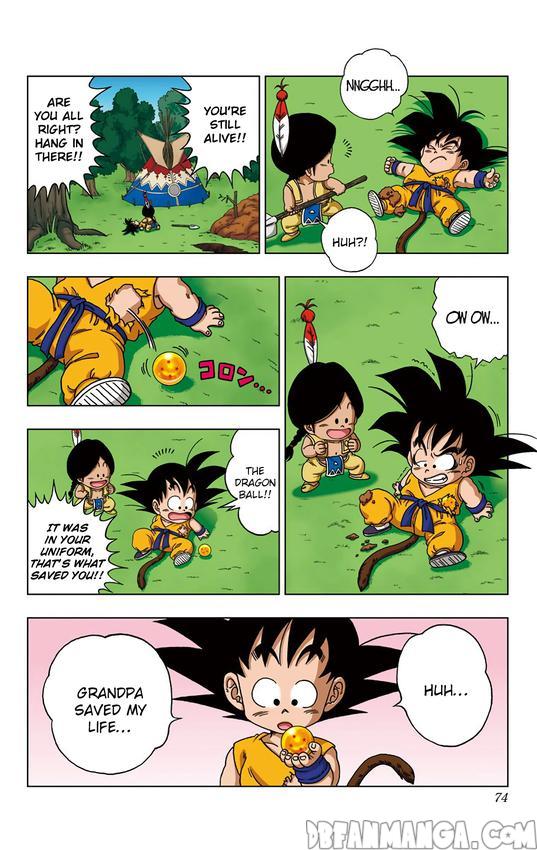 YOU'RE
STILL
ALIVE!!
ARE
YOU ALL
RIGHT?
HANG IN
THERE!!
NNGGHH...
HUH?!
コロン...
OW OW...
THE
DRAGON
BALL!!
IT WAS
IN YOUR
UNIFORM,
THAT'S WHAT
SAVED YOU!!
HUH...
GRANDPA
SAVED MY
LIFE...
74
DBFANMANGA.COM